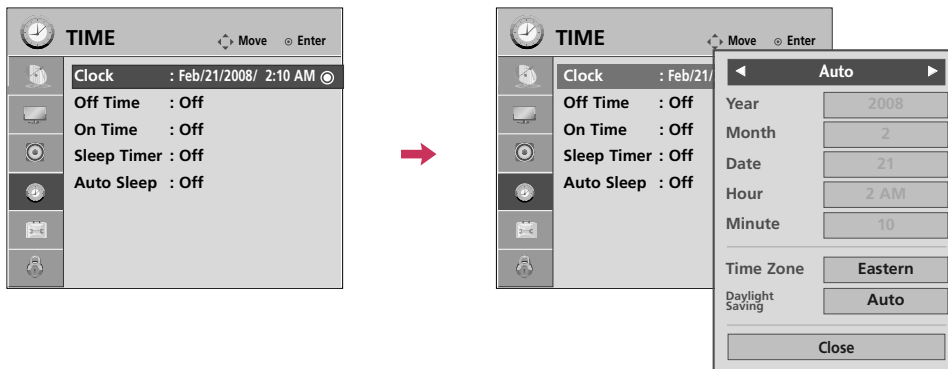 TIME
Move
Enter
Clock : Feb/21/2008/ 2:10 AM
Off Time : Off
On Time : Off
Sleep Timer : Off
Auto Sleep : Off
TIME
Move
Enter
Clock : Feb/21/
Off Time : Off
On Time : Off
Sleep Timer : Off
Auto Sleep : Off
Auto
Year 2008
Month 2
Date 21
Hour 2 AM
Minute 10
Time Zone Eastern
Daylight
Saving
Auto
Close